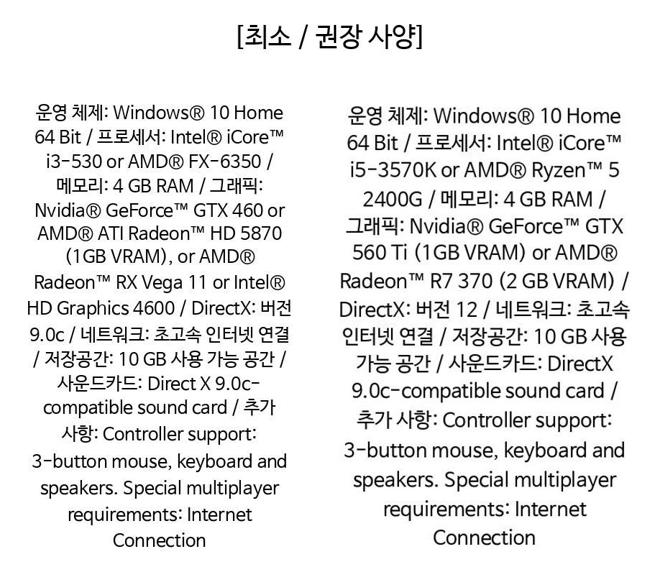 [최소 / 권장 사양]
운영 체제: Windows® 10 Home
64 Bit / 프로세서: Intel® iCore™
i3-530 or AMD® FX-6350 /
메모리: 4 GB RAM / 그래픽:
Nvidia® GeForce™ GTX 460 or
AMD® ATI Radeon™ HD 5870
(1GB VRAM), or AMD®
Radeon™ RX Vega 11 or Intel®
HD Graphics 4600 / DirectX: 버전
9.0c / 네트워크: 초고속 인터넷 연결
/ 저장공간: 10 GB 사용 가능 공간 /
사운드카드: Direct X 9.0c-
compatible sound card / 추가
사항: Controller support:
3-button mouse, keyboard and
speakers. Special multiplayer
requirements: Internet
Connection
운영 체제: Windows® 10 Home
64 Bit / 프로세서: Intel® iCore™
i5-3570K or AMD® Ryzen™ 5
2400G / 메모리: 4 GB RAM /
그래픽: Nvidia® GeForce™ GTX
560 Ti (1GB VRAM) or AMD®
Radeon™ R7 370 (2 GB VRAM) /
DirectX: 버전 12 / 네트워크: 초고속
인터넷 연결 / 저장공간: 10 GB 사용
가능 공간 / 사운드카드: DirectX
9.0c-compatible sound card /
추가 사항: Controller support:
3-button mouse, keyboard and
speakers. Special multiplayer
requirements: Internet
Connection